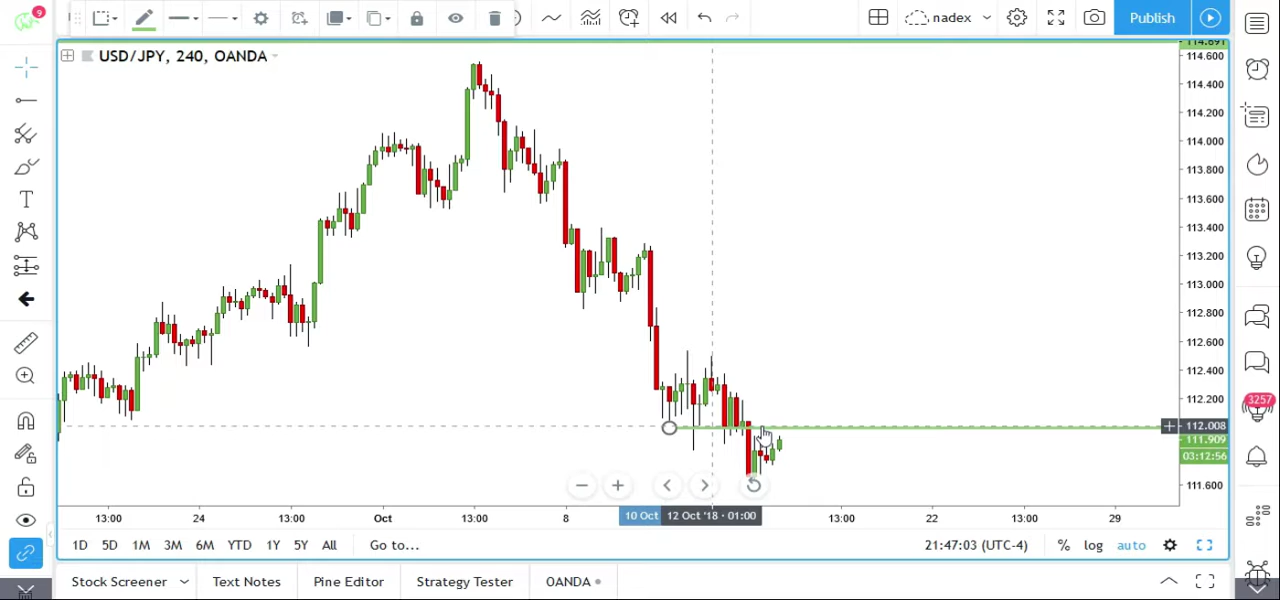 9
nadex
Publish
USD/JPY, 240, OANDA
T
114.691
114.600
114.400
114.200
114.000
113.800
113.600
113.400
113.200
113.000
112.800
112.600
112.400
112.200
112.008
111.909
03:12:56
111.600
3257
13:00 24 13:00 Oct 13:00 8 10 Oct 12 Oct '18 - 01:00 13:00 22 13:00 29
1D 5D 1M 3M 6M YTD 1Y 5Y All Go to... 21:47:03 (UTC-4) % log auto
Stock Screener Text Notes Pine Editor Strategy Tester OANDA